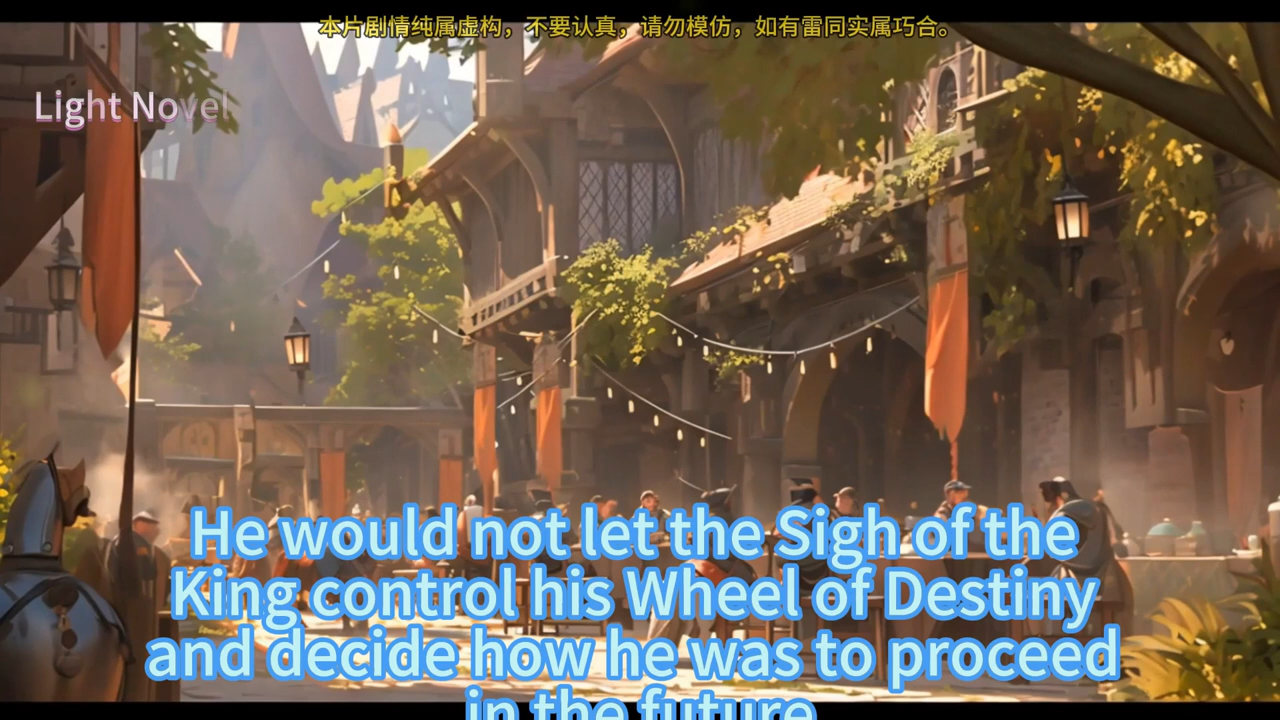 本片剧情纯属虚构，不要认真，请勿模仿，如有雷同实属巧合。
Light Novel
He would not let the Sigh of the
King control his Wheel of Destiny
and decide how he was to proceed
in the future